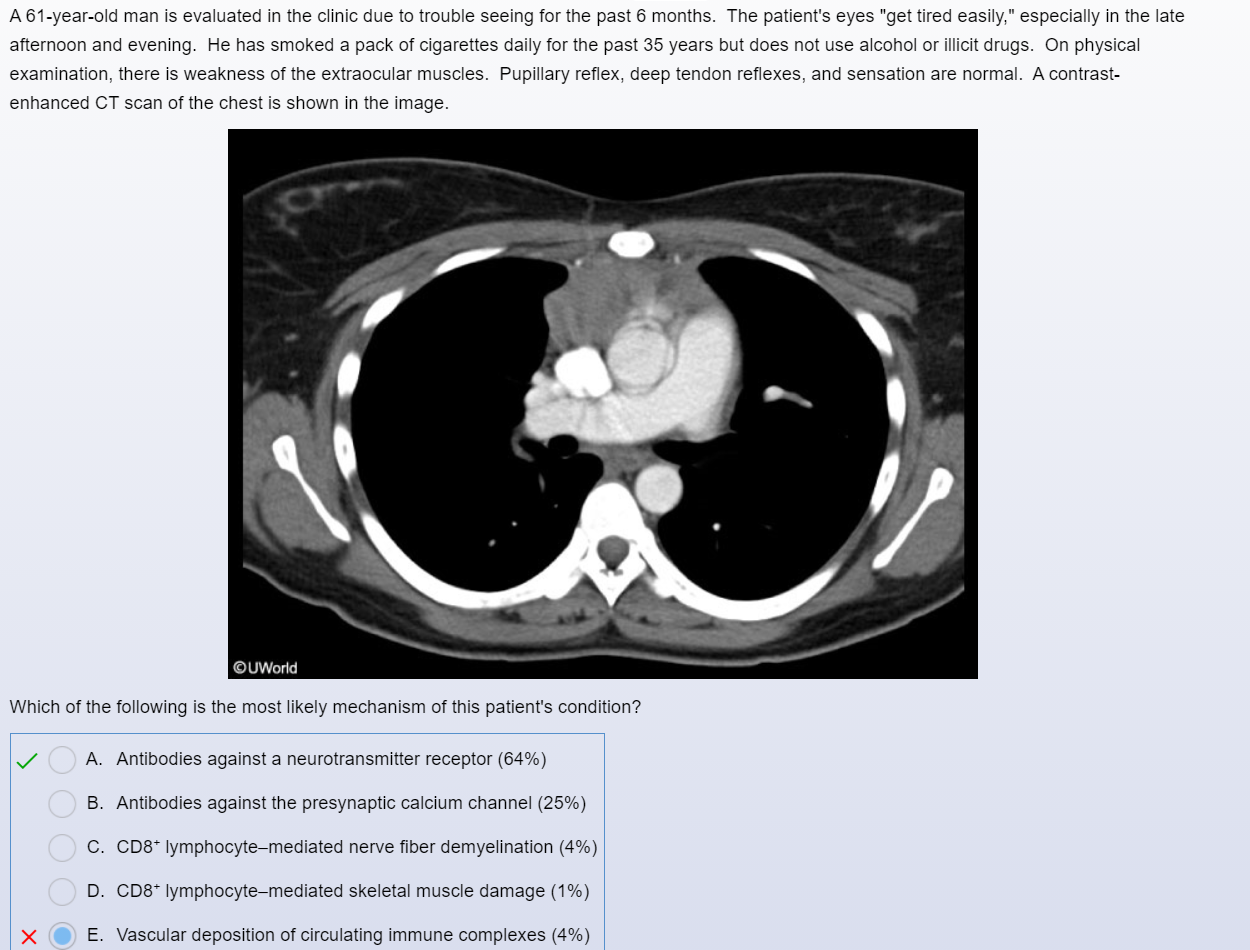 A 61-year-old man is evaluated in the clinic due to trouble seeing for the past 6 months.  The patient's eyes "get tired easily," especially in the late
afternoon and evening.  He has smoked a pack of cigarettes daily for the past 35 years but does not use alcohol or illicit drugs.  On physical
examination, there is weakness of the extraocular muscles.  Pupillary reflex, deep tendon reflexes, and sensation are normal.  A contrast-
enhanced CT scan of the chest is shown in the image.
©UWorld
Which of the following is the most likely mechanism of this patient's condition?
A. Antibodies against a neurotransmitter receptor (64%)
B. Antibodies against the presynaptic calcium channel (25%)
C. CD8⁺ lymphocyte–mediated nerve fiber demyelination (4%)
D. CD8⁺ lymphocyte–mediated skeletal muscle damage (1%)
E. Vascular deposition of circulating immune complexes (4%)